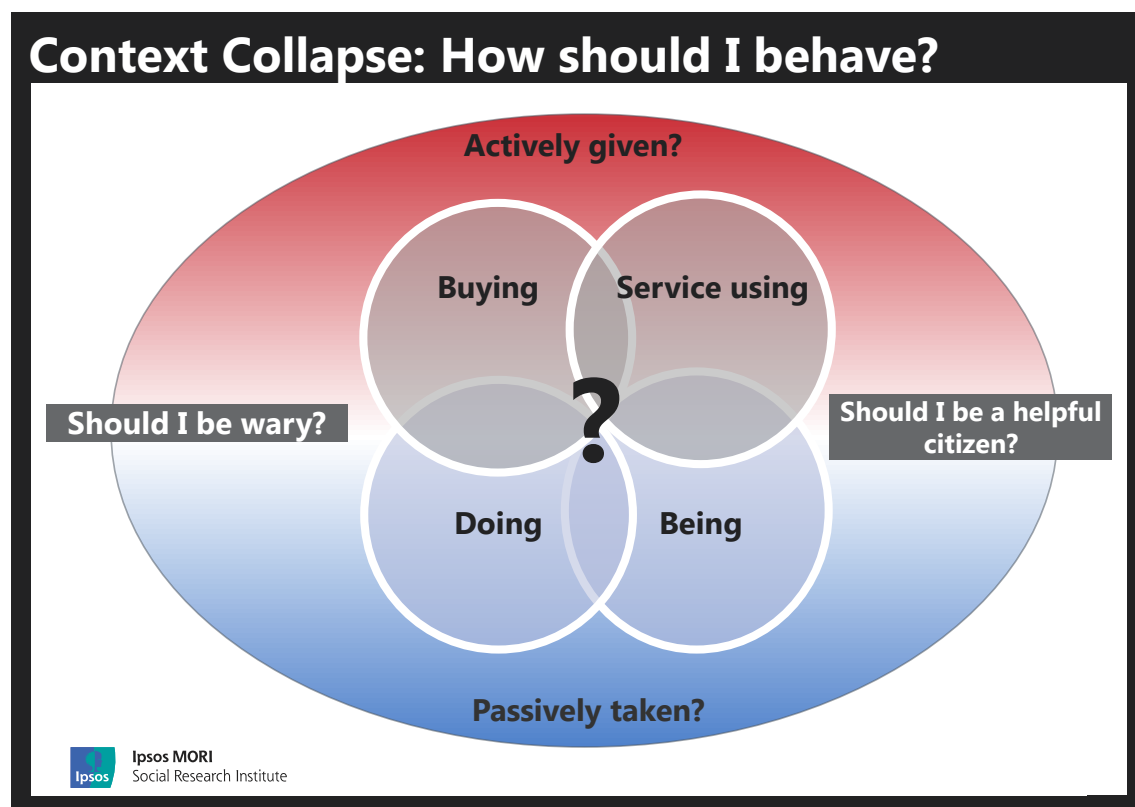 Context Collapse: How should I behave?
Actively given?
Buying
Service using
?
Should I be wary?
Should I be a helpful
citizen?
Doing
Being
Passively taken?
Ipsos
Ipsos MORI
Social Research Institute